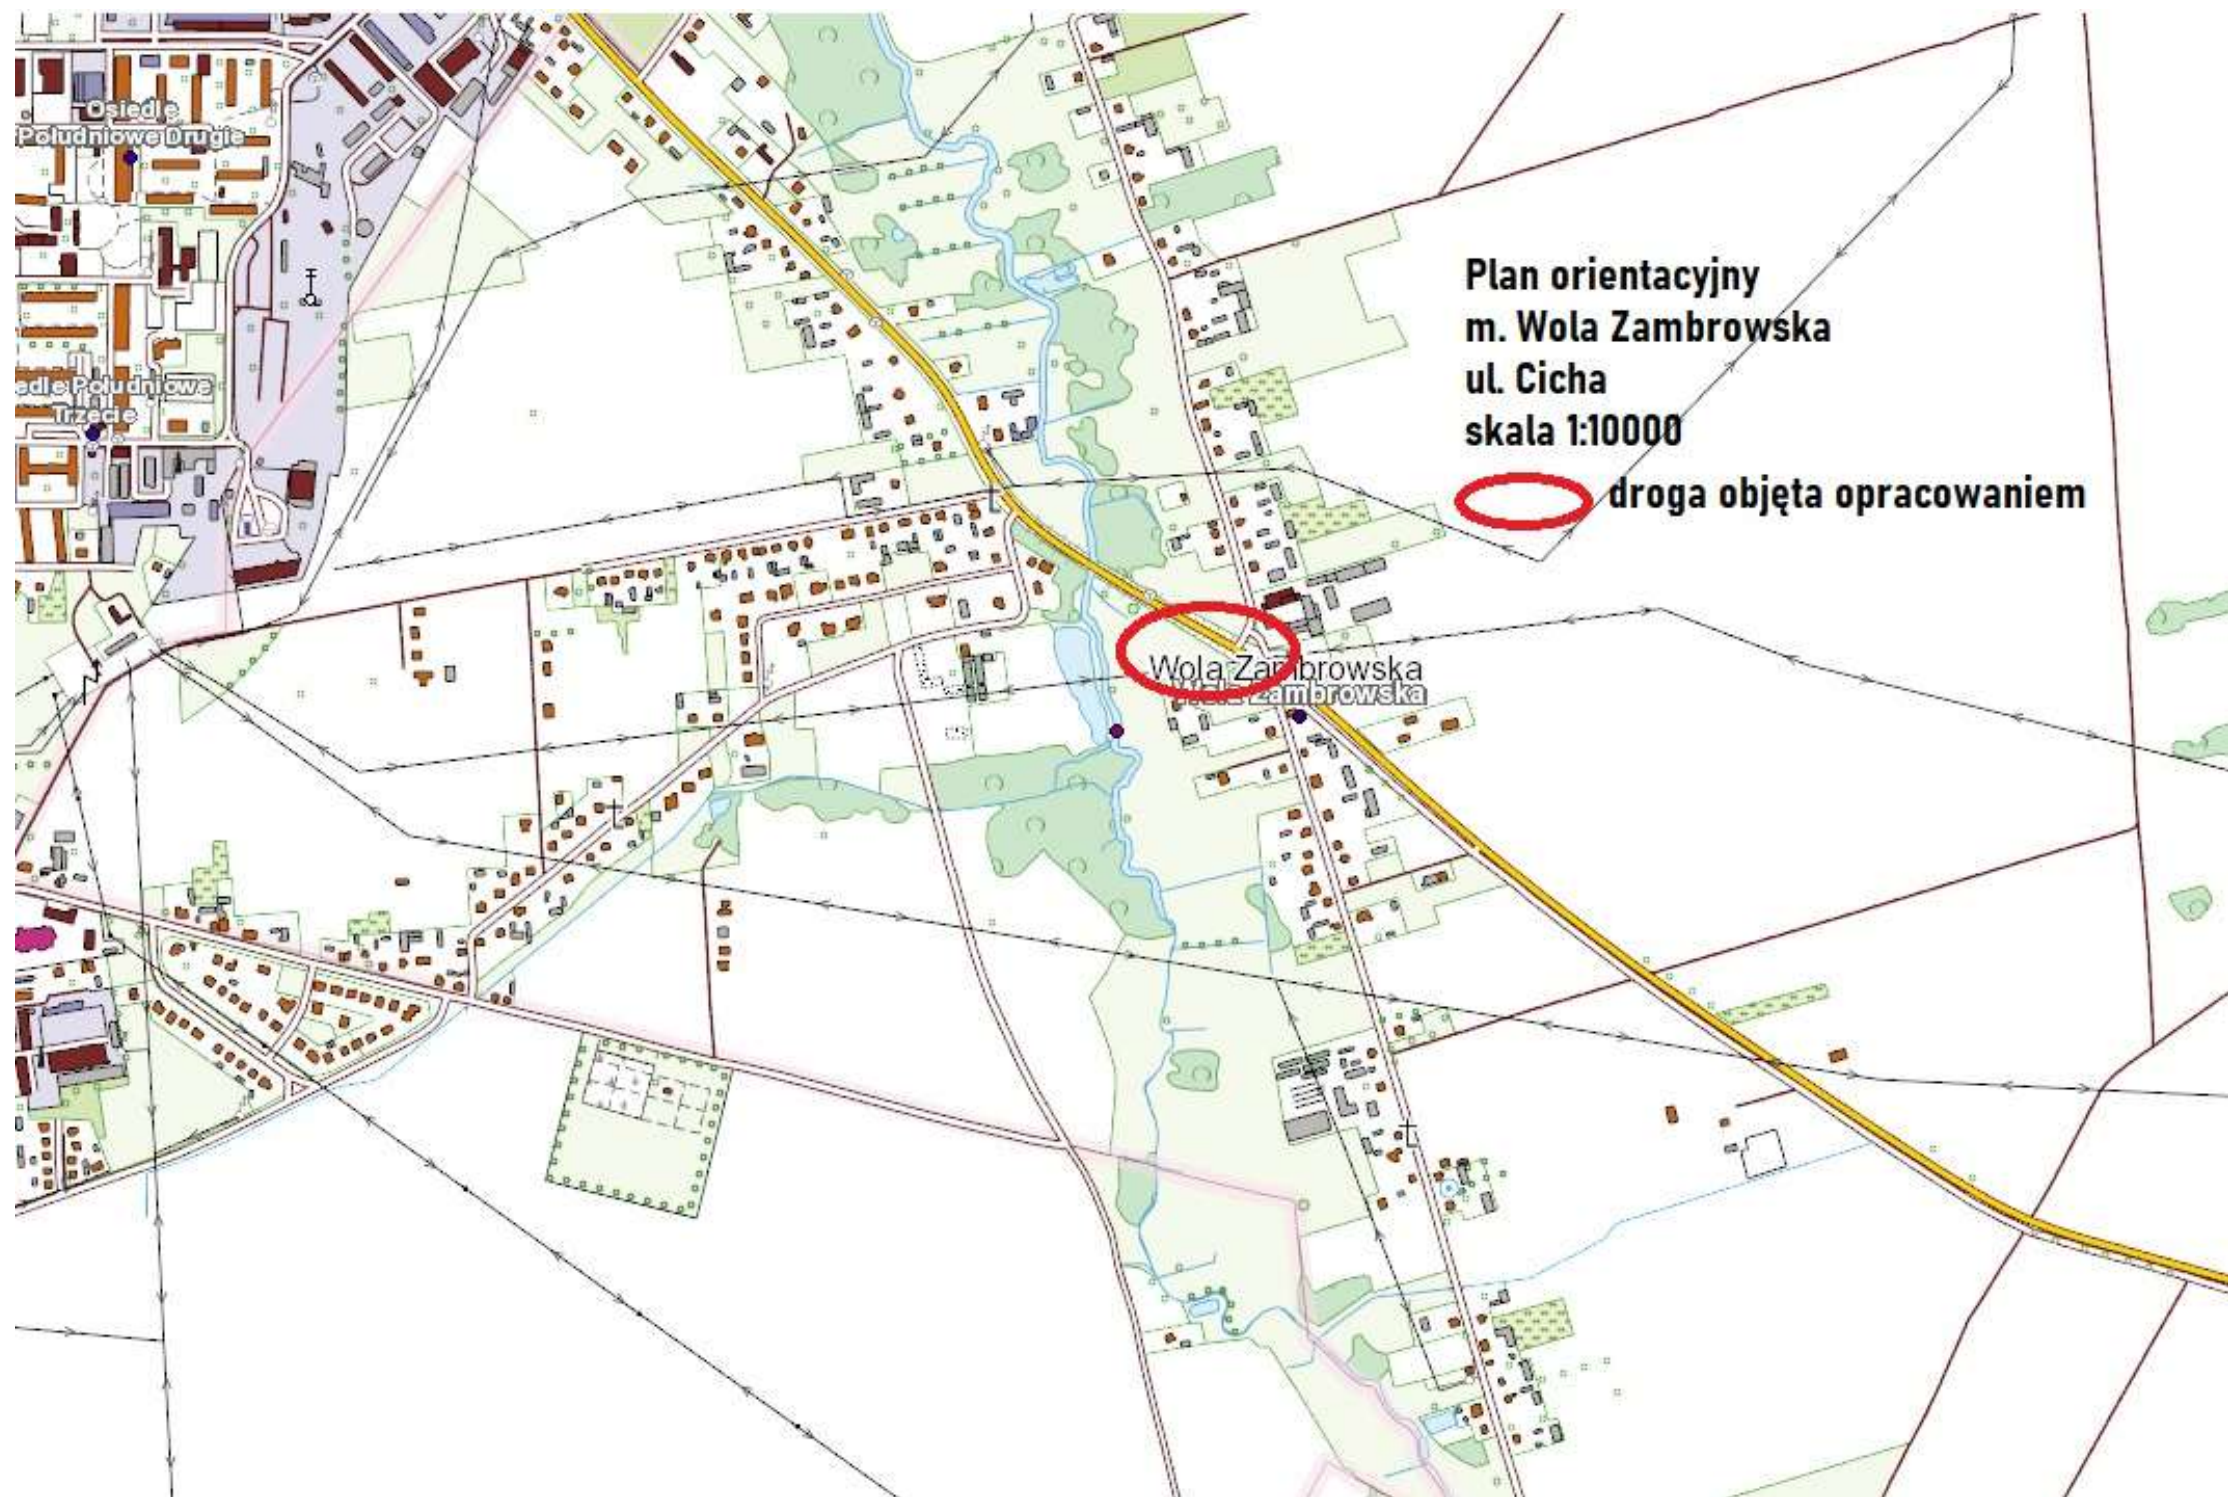 Osiedle
Południowe Drugie
Plan orientacyjny
m. Wola Zambrowska
ul. Cicha
skala 1:10000
droga objęta opracowaniem
edle Południowe
Trzecie
Wola Zambrowska
Wola Zambrowska